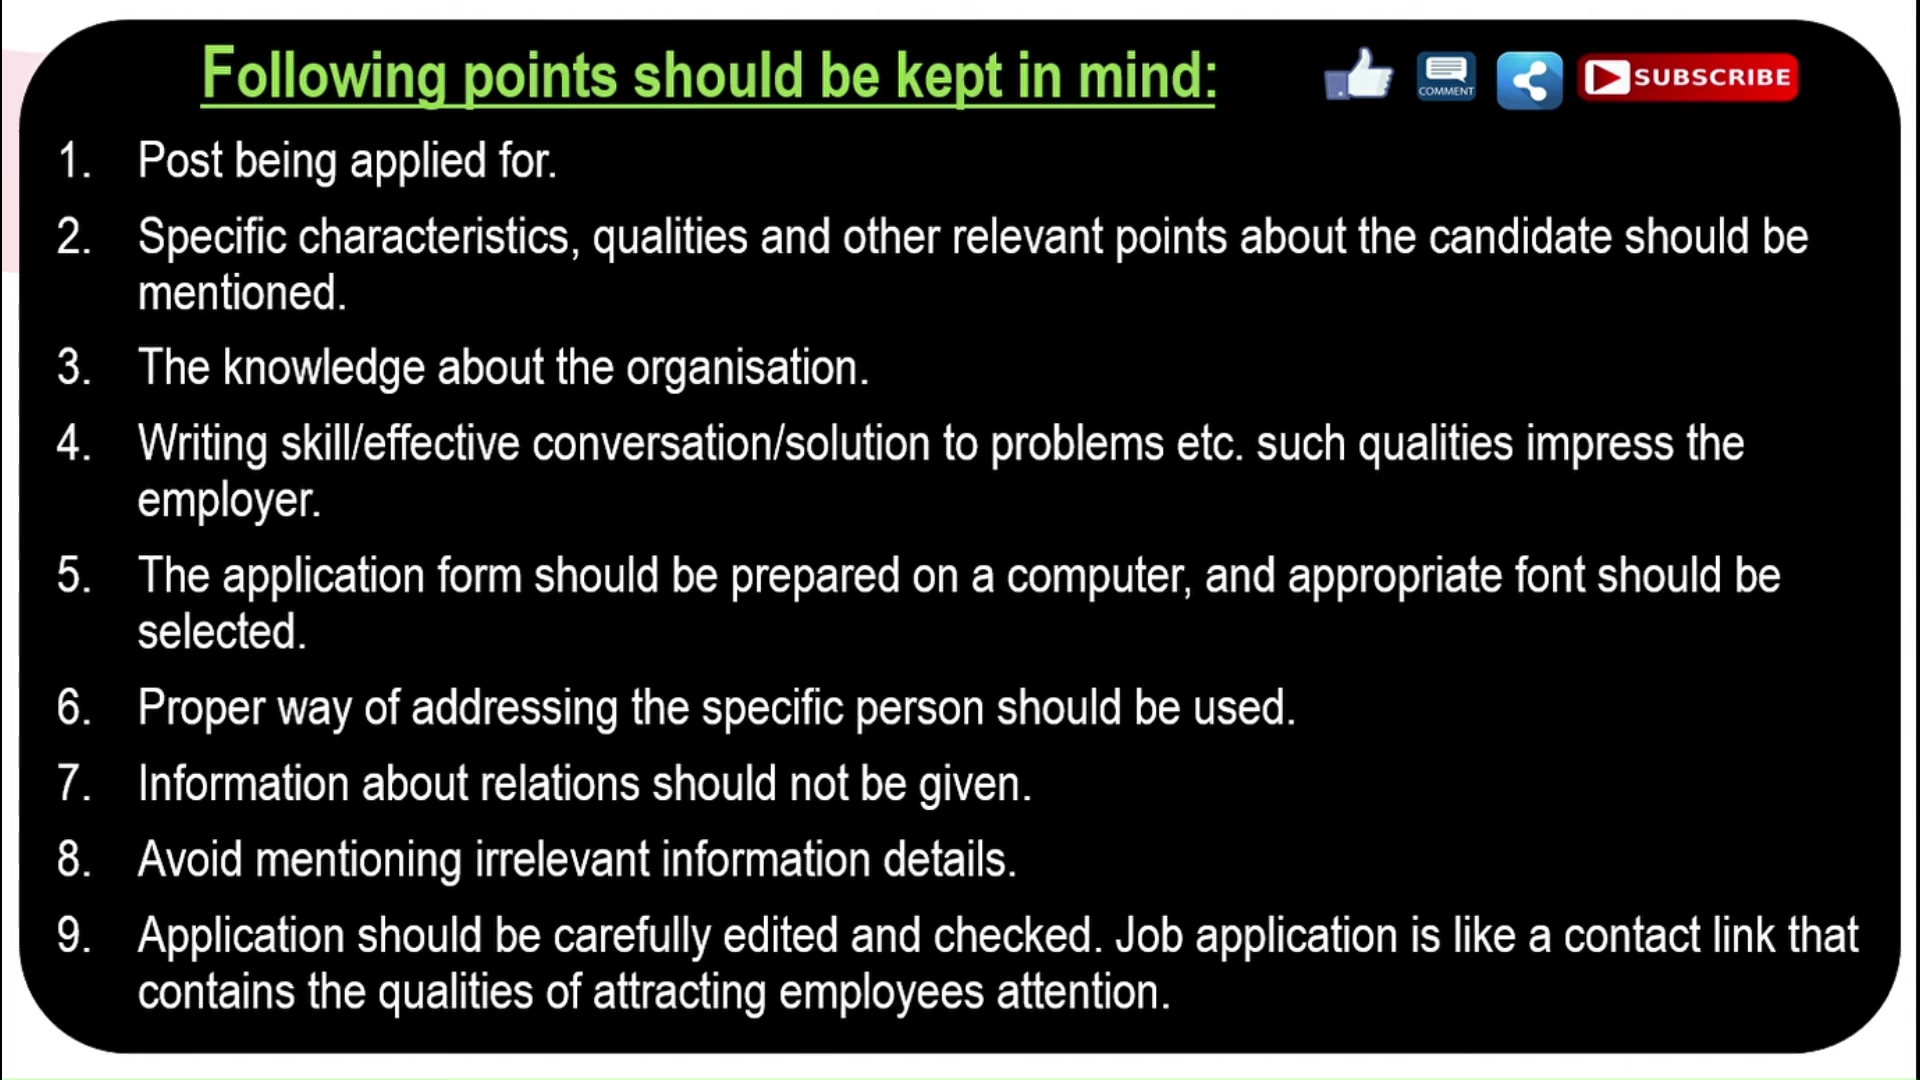 Following points should be kept in mind:
COMMENT
SUBSCRIBE
1. Post being applied for.
2. Specific characteristics, qualities and other relevant points about the candidate should be
mentioned.
3. The knowledge about the organisation.
4. Writing skill/effective conversation/solution to problems etc. such qualities impress the
employer.
5. The application form should be prepared on a computer, and appropriate font should be
selected.
6. Proper way of addressing the specific person should be used.
7. Information about relations should not be given.
8. Avoid mentioning irrelevant information details.
9. Application should be carefully edited and checked. Job application is like a contact link that
contains the qualities of attracting employees attention.